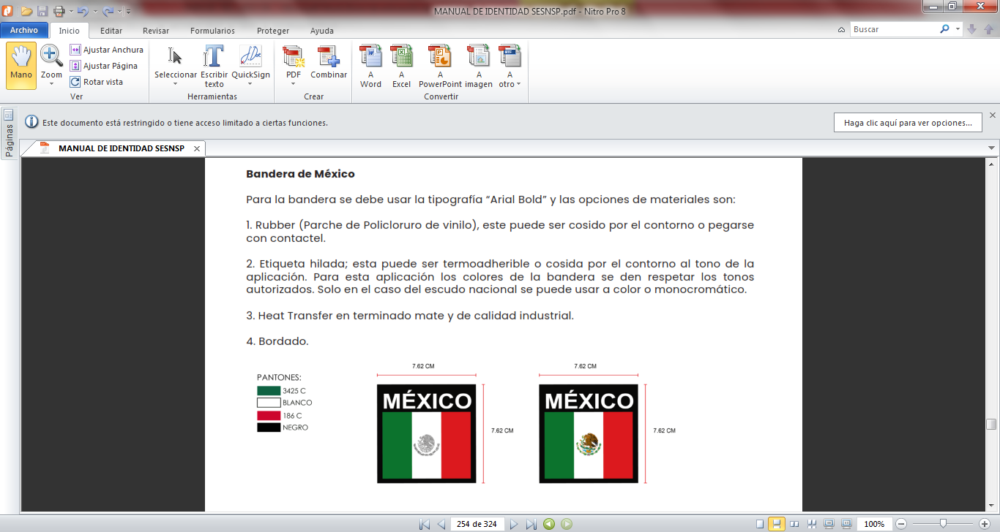 MANUAL DE IDENTIDAD SESNSP.pdf - Nitro Pro 8
Archivo
Inicio
Editar
Revisar
Formularios
Proteger
Ayuda
Buscar
Mano
Zoom
Ajustar Anchura
Ajustar Página
Rotar vista
Ver
Seleccionar
Escribir
texto
QuickSign
Herramientas
PDF
Combinar
Crear
A
Word
A
Excel
A
PowerPoint
A
imagen
A
otro
Convertir
Páginas
Este documento está restringido o tiene acceso limitado a ciertas funciones.
Haga clic aquí para ver opciones...
MANUAL DE IDENTIDAD SESNSP
Bandera de México
Para la bandera se debe usar la tipografía “Arial Bold” y las opciones de materiales son:
1. Rubber (Parche de Policloruro de vinilo), este puede ser cosido por el contorno o pegarse
con contactel.
2. Etiqueta hilada; esta puede ser termoadherible o cosida por el contorno al tono de la
aplicación. Para esta aplicación los colores de la bandera se den respetar los tonos
autorizados. Solo en el caso del escudo nacional se puede usar a color o monocromático.
3. Heat Transfer en terminado mate y de calidad industrial.
4. Bordado.
PANTONES:
3425 C
BLANCO
186 C
NEGRO
7.62 CM
MÉXICO
7.62 CM
7.62 CM
MÉXICO
7.62 CM
254 de 324
100%